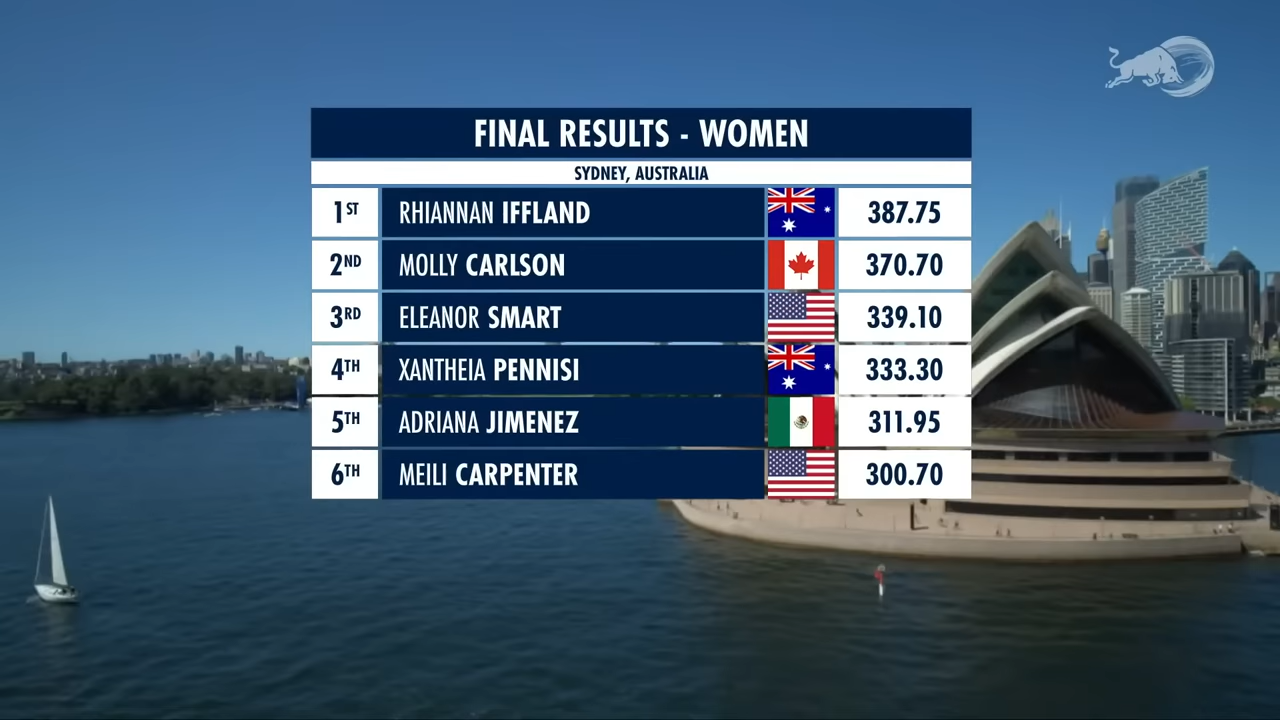 FINAL RESULTS - WOMEN
SYDNEY, AUSTRALIA
1ST RHIANNAN IFFLAND 387.75
2ND MOLLY CARLSON 370.70
3RD ELEANOR SMART 339.10
4TH XANTHEIA PENNISI 333.30
5TH ADRIANA JIMENEZ 311.95
6TH MEILI CARPENTER 300.70